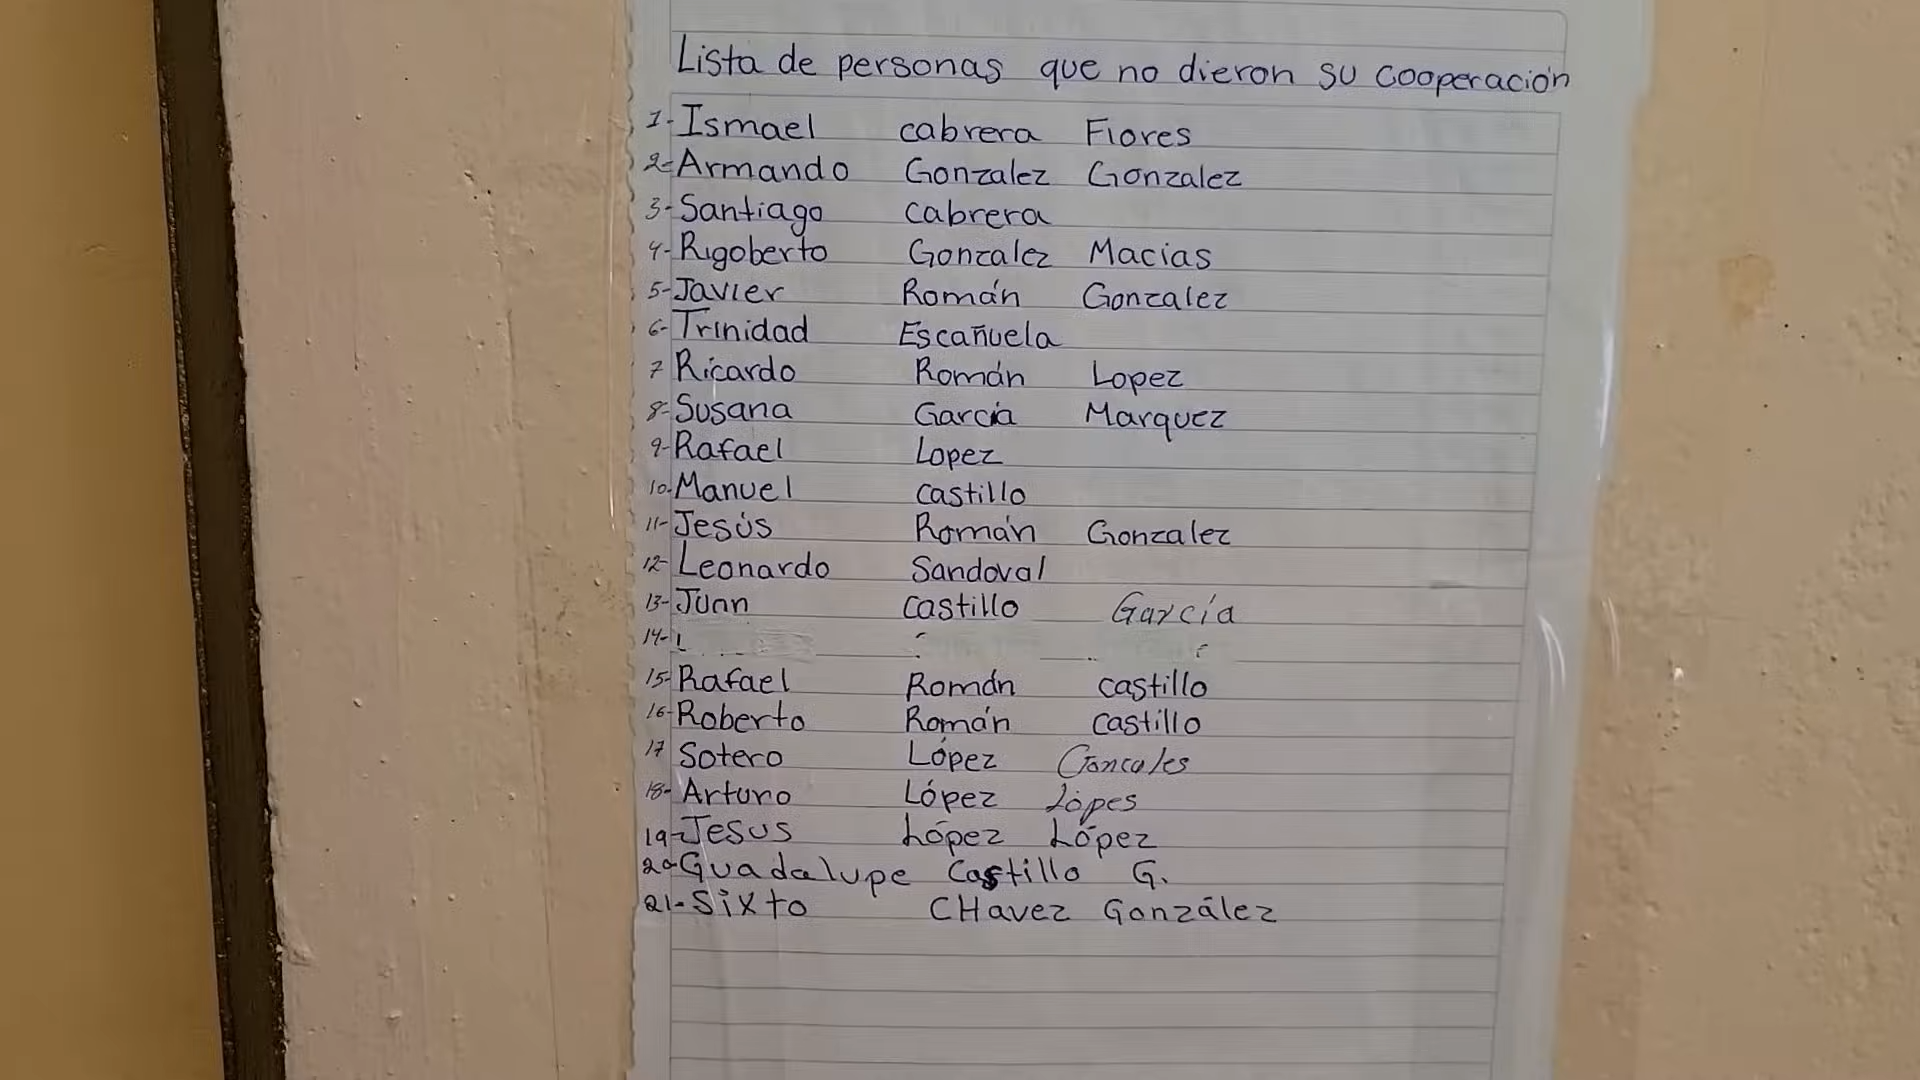 Lista de personas que no dieron su cooperación
1- Ismael cabrera Flores
2- Armando Gonzalez Gonzalez
3- Santiago cabrera
4- Rigoberto Gonzalez Macias
5- Javier Román Gonzalez
6- Trinidad Escañuela
7 Ricardo Román Lopez
8- Susana García Marquez
9- Rafael Lopez
10. Manuel castillo
11- Jesús Román Gonzalez
12- Leonardo Sandoval
13- Juan castillo García
14-
15- Rafael Román castillo
16- Roberto Román castillo
17 Sotero López Goncales
18- Arturo López Lópes
19- Jesus López López
20- Guadalupe Castillo G.
21- Sixto CHavez González